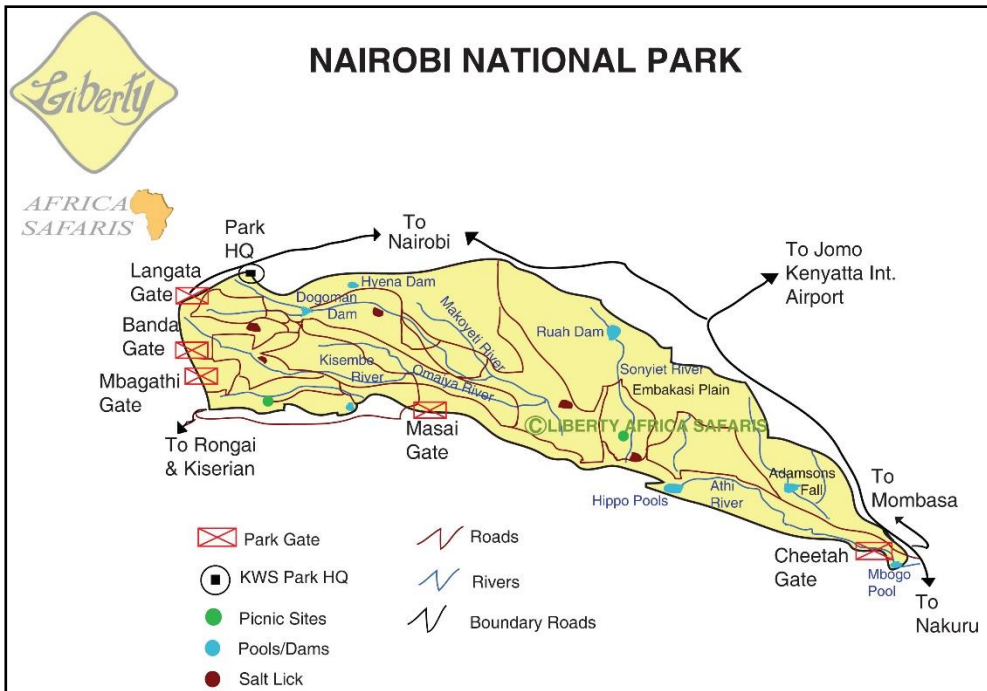 Liberty
NAIROBI NATIONAL PARK
AFRICA
SAFARIS
Park
HQ
To
Nairobi
To Jomo
Kenyatta Int.
Airport
Langata
Gate
Hyena Dam
Dogoman
Dam
Banda
Gate
Makoyeti River
Ruah Dam
Kisembe
River
Omaiya River
Sonyiet River
Embakasi Plain
Mbagathi
Gate
©LIBERTY AFRICA SAFARIS
Masai
Gate
To Rongai
& Kiserian
Hippo Pools
Athi
River
Adamsons
Fall
To
Mombasa
Cheetah
Gate
Mbogo
Pool
To
Nakuru
Park Gate
KWS Park HQ
Picnic Sites
Pools/Dams
Salt Lick
Roads
Rivers
Boundary Roads